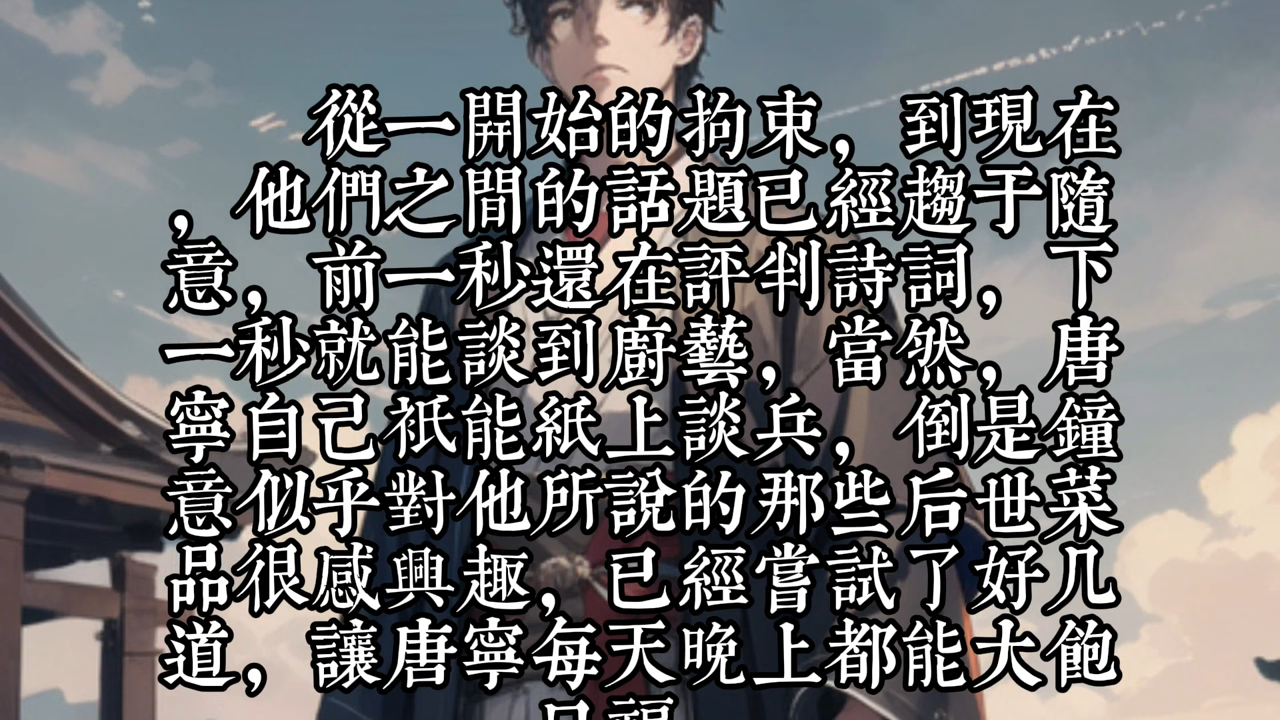 從一開始的拘束，到現在
，他們之間的話題已經趨于隨
意，前一秒還在評判詩詞，下
一秒就能談到廚藝，當然，唐
寧自己衹能紙上談兵，倒是鐘
意似乎對他所說的那些后世菜
品很感興趣，已經嘗試了好几
道，讓唐寧每天晚上都能大飽
口福